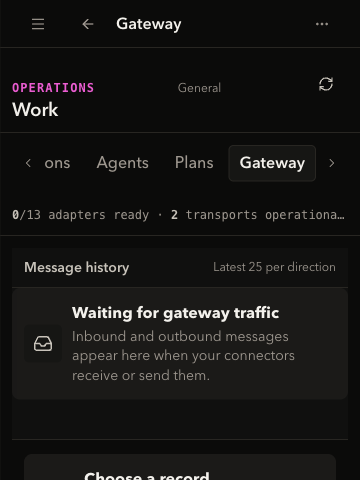 Gateway
OPERATIONS
General
Work
ons
Agents
Plans
Gateway
0/13 adapters ready · 2 transports operationa…
Message history
Latest 25 per direction
Waiting for gateway traffic
Inbound and outbound messages
appear here when your connectors
receive or send them.
Choose a record